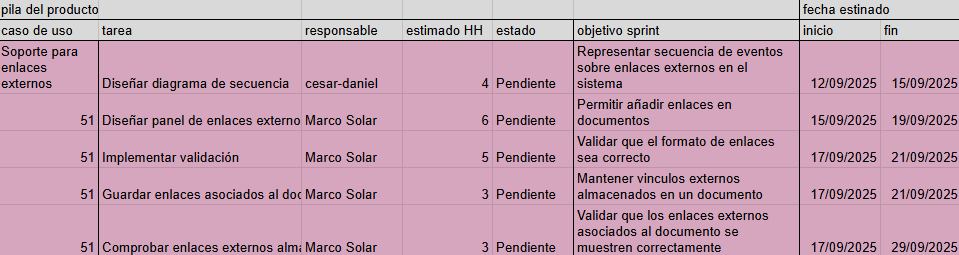 pila del producto fecha estinado
caso de uso tarea responsable estimado HH estado objetivo sprint inicio fin
Soporte para enlaces externos Diseñar diagrama de secuencia cesar-daniel 4 Pendiente Representar secuencia de eventos sobre enlaces externos en el sistema 12/09/2025 15/09/2025
51 Diseñar panel de enlaces externo Marco Solar 6 Pendiente Permitir añadir enlaces en documentos 15/09/2025 19/09/2025
51 Implementar validación Marco Solar 5 Pendiente Validar que el formato de enlaces sea correcto 17/09/2025 21/09/2025
51 Guardar enlaces asociados al doc Marco Solar 3 Pendiente Mantener vinculos externos almacenados en un documento 17/09/2025 21/09/2025
51 Comprobar enlaces externos alma Marco Solar 3 Pendiente Validar que los enlaces externos asociados al documento se muestren correctamente 17/09/2025 29/09/2025